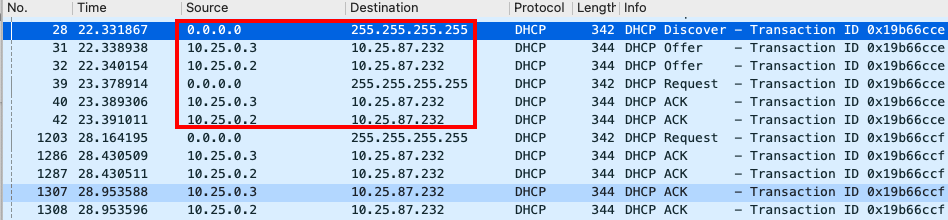 No. Time Source Destination Protocol Length Info
28 22.331867 0.0.0.0 255.255.255.255 DHCP 342 DHCP Discover – Transaction ID 0x19b66cce
31 22.338938 10.25.0.3 10.25.87.232 DHCP 344 DHCP Offer – Transaction ID 0x19b66cce
32 22.340154 10.25.0.2 10.25.87.232 DHCP 344 DHCP Offer – Transaction ID 0x19b66cce
39 23.378914 0.0.0.0 255.255.255.255 DHCP 342 DHCP Request – Transaction ID 0x19b66cce
40 23.389306 10.25.0.3 10.25.87.232 DHCP 344 DHCP ACK – Transaction ID 0x19b66cce
42 23.391011 10.25.0.2 10.25.87.232 DHCP 344 DHCP ACK – Transaction ID 0x19b66cce
1203 28.164195 0.0.0.0 255.255.255.255 DHCP 342 DHCP Request – Transaction ID 0x19b66ccf
1286 28.430509 10.25.0.3 10.25.87.232 DHCP 344 DHCP ACK – Transaction ID 0x19b66ccf
1287 28.430511 10.25.0.2 10.25.87.232 DHCP 344 DHCP ACK – Transaction ID 0x19b66ccf
1307 28.953588 10.25.0.3 10.25.87.232 DHCP 344 DHCP ACK – Transaction ID 0x19b66ccf
1308 28.953596 10.25.0.2 10.25.87.232 DHCP 344 DHCP ACK – Transaction ID 0x19b66ccf